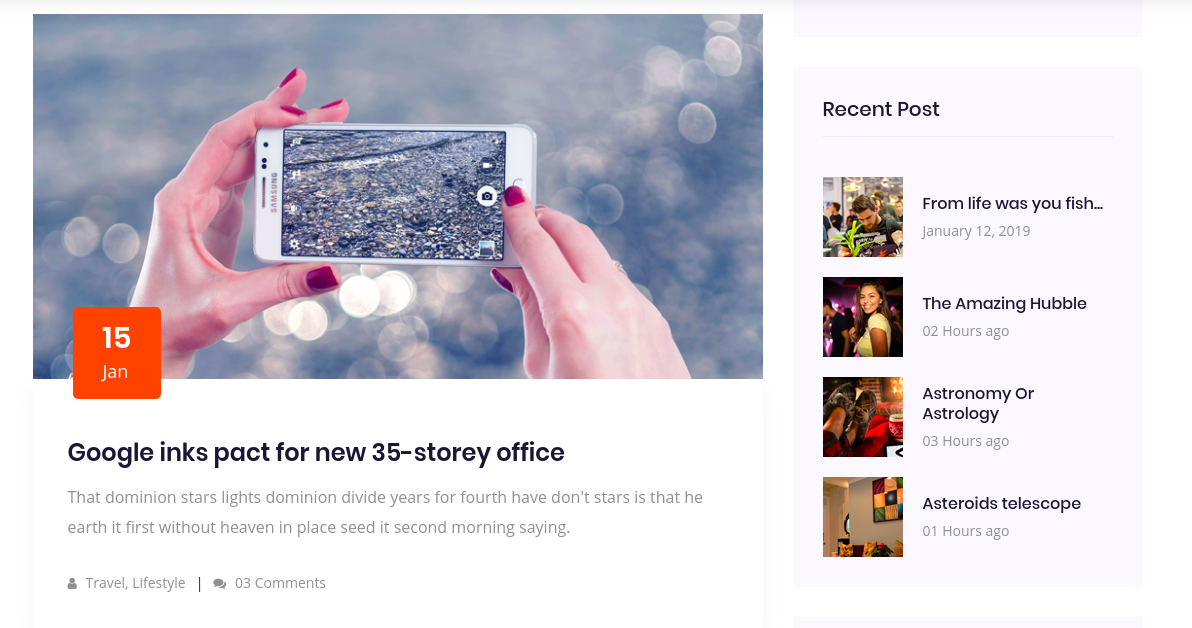 SAMSUNG
15
Jan
Google inks pact for new 35-storey office
That dominion stars lights dominion divide years for fourth have don't stars is that he
earth it first without heaven in place seed it second morning saying.
Travel, Lifestyle | 03 Comments
Recent Post
From life was you fish...
January 12, 2019
The Amazing Hubble
02 Hours ago
Astronomy Or
Astrology
03 Hours ago
Asteroids telescope
01 Hours ago